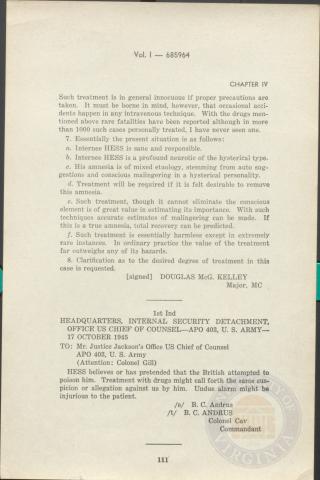 Vol. I — 685964
CHAPTER IV
Such treatment is in general innocuous if proper precautions are
taken. It must be borne in mind, however, that occasional acci-
dents happen in any intravenous technique. With the drugs men-
tioned above rare fatalities have been reported although in more
than 1000 such cases personally treated, I have never seen one.
7. Essentially the present situation is as follows:
a. Internee HESS is sane and responsible.
b. Internee HESS is a profound neurotic of the hysterical type.
c. His amnesia is of mixed etiology, stemming from auto sug-
gestions and conscious malingering in a hysterical personality.
d. Treatment will be required if it is felt desirable to remove
this amnesia.
e. Such treatment, though it cannot eliminate the conscious
element is of great value in estimating its importance. With such
techniques accurate estimates of malingering can be made. If
this is a true amnesia, total recovery can be predicted.
f. Such treatment is essentially harmless except in extremely
rare instances. In ordinary practice the value of the treatment
far outweighs any of its hazards.
8. Clarification as to the desired degree of treatment in this
case is requested.
[signed] DOUGLAS McG. KELLEY
Major, MC
1st Ind
HEADQUARTERS, INTERNAL SECURITY DETACHMENT,
OFFICE US CHIEF OF COUNSEL—APO 403, U. S. ARMY—
17 OCTOBER 1945
TO: Mr. Justice Jackson's Office US Chief of Counsel
APO 403, U. S. Army
(Attention: Colonel Gill)
HESS believes or has pretended that the British attempted to
poison him. Treatment with drugs might call forth the same sus-
picion or allegation against us by him. Undue alarm might be
injurious to the patient.
/s/ B. C. Andrus
/t/ B. C. ANDRUS
Colonel Cav
Commandant
111
VIRGINIA